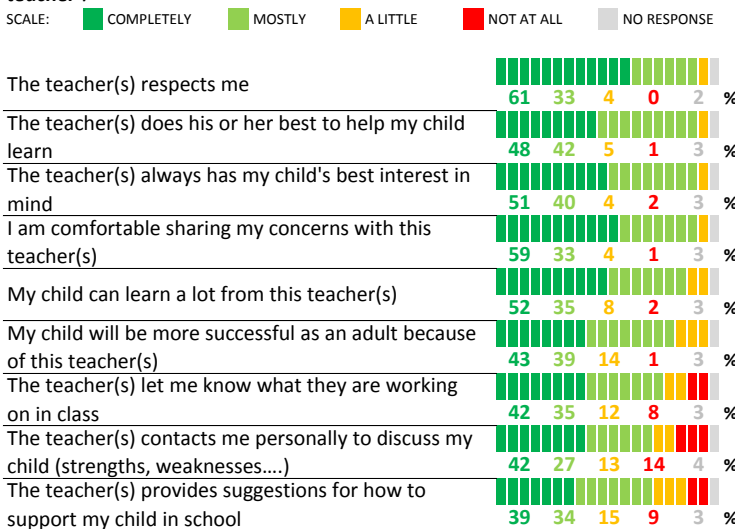 teacher?
SCALE: COMPLETELY MOSTLY A LITTLE NOT AT ALL NO RESPONSE
The teacher(s) respects me
61 33 4 0 2 %
The teacher(s) does his or her best to help my child
learn
48 42 5 1 3 %
The teacher(s) always has my child's best interest in
mind
51 40 4 2 3 %
I am comfortable sharing my concerns with this
teacher(s)
59 33 4 1 3 %
My child can learn a lot from this teacher(s)
52 35 8 2 3 %
My child will be more successful as an adult because
of this teacher(s)
43 39 14 1 3 %
The teacher(s) let me know what they are working
on in class
42 35 12 8 3 %
The teacher(s) contacts me personally to discuss my
child (strengths, weaknesses....)
42 27 13 14 4 %
The teacher(s) provides suggestions for how to
support my child in school
39 34 15 9 3 %